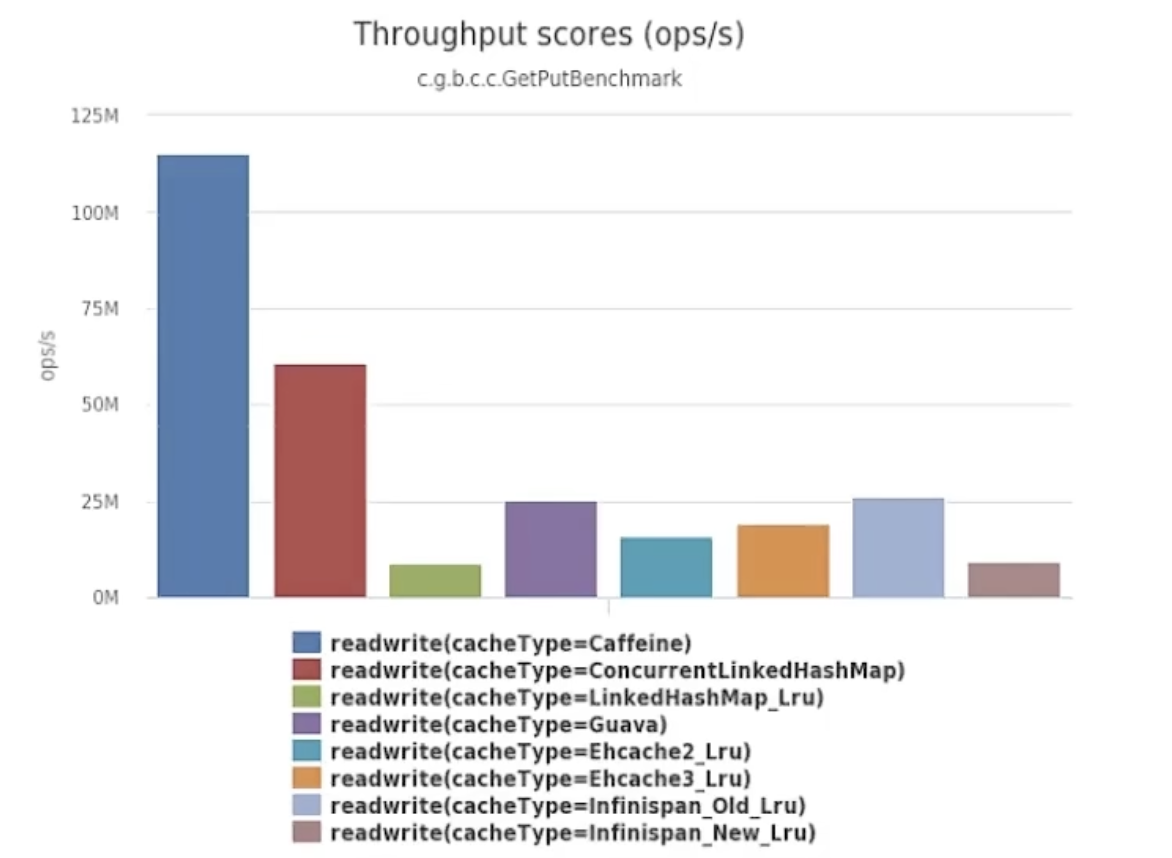 Throughput scores (ops/s)
c.g.b.c.c.GetPutBenchmark
125M
100M
75M
50M
25M
0M
ops/s
readwrite(cacheType=Caffeine)
readwrite(cacheType=ConcurrentLinkedHashMap)
readwrite(cacheType=LinkedHashMap_Lru)
readwrite(cacheType=Guava)
readwrite(cacheType=Ehcache2_Lru)
readwrite(cacheType=Ehcache3_Lru)
readwrite(cacheType=Infinispan_Old_Lru)
readwrite(cacheType=Infinispan_New_Lru)